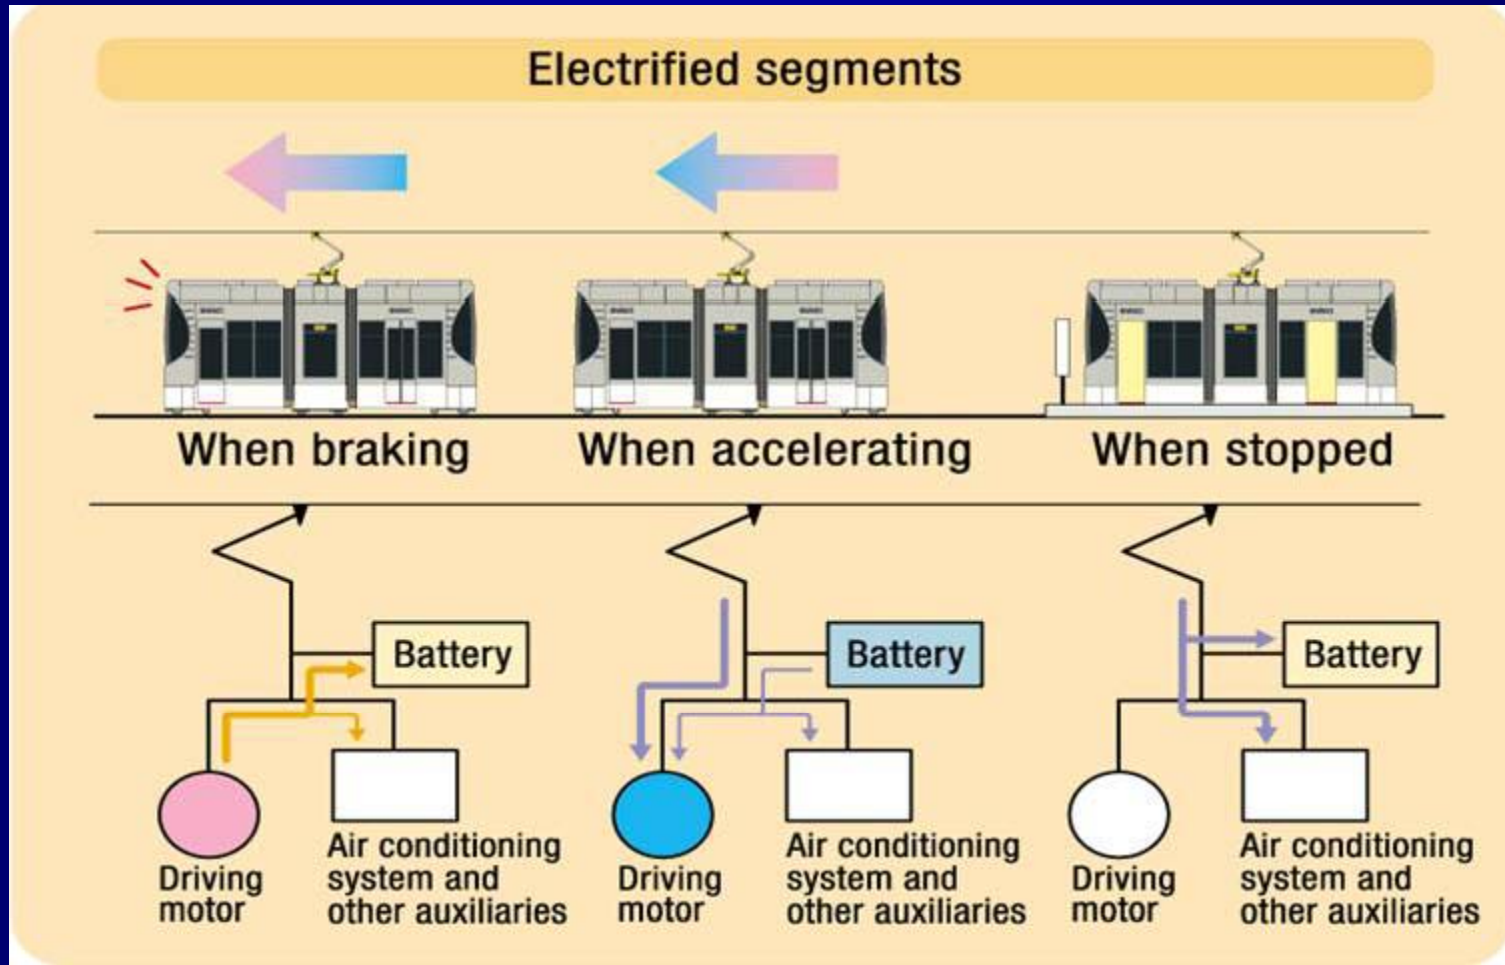 Electrified segments
When braking
When accelerating
When stopped
Battery
Battery
Battery
Driving
motor
Air conditioning
system and
other auxiliaries
Driving
motor
Air conditioning
system and
other auxiliaries
Driving
motor
Air conditioning
system and
other auxiliaries